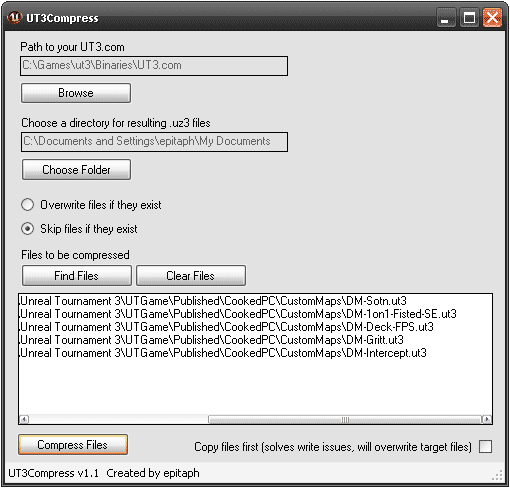 UT3Compress
Path to your UT3.com
C:\Games\ut3\Binaries\UT3.com
Browse
Choose a directory for resulting .uz3 files
C:\Documents and Settings\epitaph\My Documents
Choose Folder
Overwrite files if they exist
Skip files if they exist
Files to be compressed
Find Files Clear Files
\Unreal Tournament 3\UTGame\Published\CookedPC\CustomMaps\DM-Sotn.ut3
\Unreal Tournament 3\UTGame\Published\CookedPC\CustomMaps\DM-1on1-Fisted-SE.ut3
\Unreal Tournament 3\UTGame\Published\CookedPC\CustomMaps\DM-Deck-FPS.ut3
\Unreal Tournament 3\UTGame\Published\CookedPC\CustomMaps\DM-Gritt.ut3
\Unreal Tournament 3\UTGame\Published\CookedPC\CustomMaps\DM-Intercept.ut3
Compress Files Copy files first (solves write issues, will overwrite target files)
UT3Compress v1.1 Created by epitaph